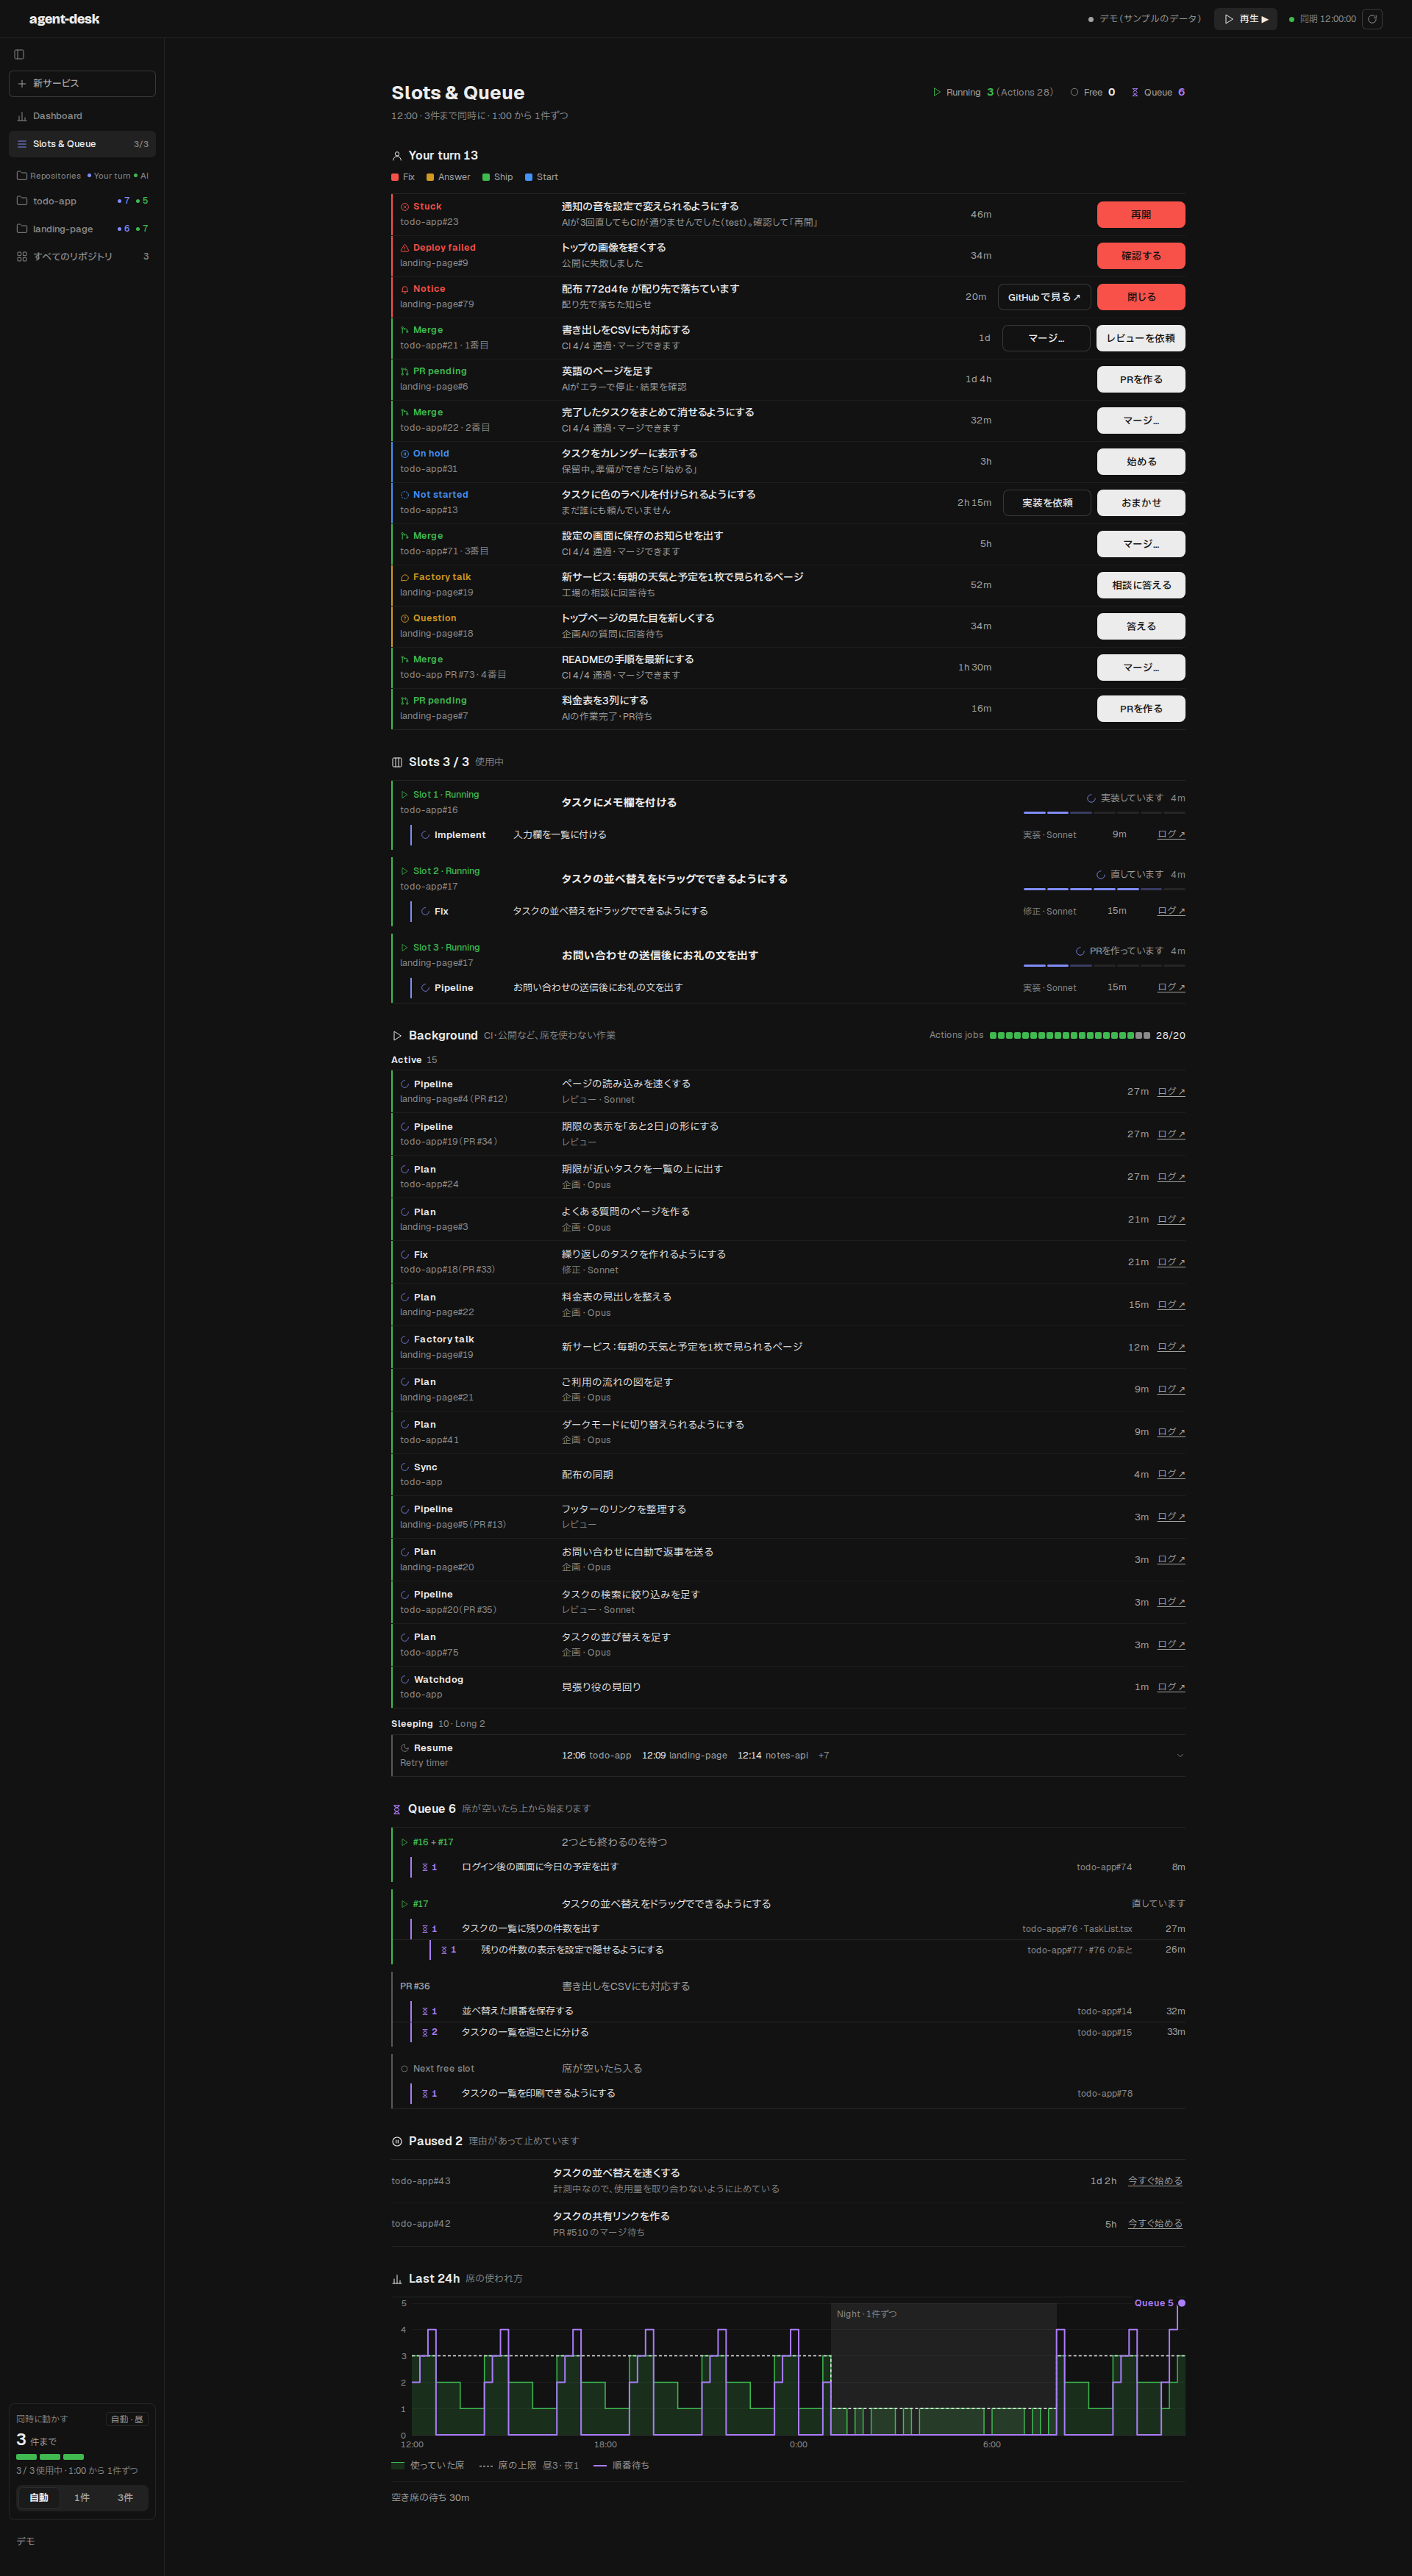 agent-desk
デモ(サンプルのデータ)
再生 ▶
同期 12:00:00
新サービス
Dashboard
Slots & Queue 3/3
Repositories Your turn AI
todo-app 7 5
landing-page 6 7
すべてのリポジトリ 3
Slots & Queue
Running 3 (Actions 28) Free 0 Queue 6
12:00 · 3件まで同時に · 1:00 から 1件ずつ
Your turn 13
Fix Answer Ship Start
Stuck
todo-app#23
通知の音を設定で変えられるようにする
AIが3回直してもCIが通りませんでした(test)。確認して「再開」
46m
再開
Deploy failed
landing-page#9
トップの画像を軽くする
公開に失敗しました
34m
確認する
Notice
landing-page#79
配布 772d4fe が配り先で落ちています
配り先で落ちた知らせ
20m
GitHub で見る ↗
閉じる
Merge
todo-app#21 · 1番目
書き出しをCSVにも対応する
CI 4/4 通過・マージできます
1d
マージ…
レビューを依頼
PR pending
landing-page#6
英語のページを足す
AIがエラーで停止・結果を確認
1d 4h
PRを作る
Merge
todo-app#22 · 2番目
完了したタスクをまとめて消せるようにする
CI 4/4 通過・マージできます
32m
マージ…
On hold
todo-app#31
タスクをカレンダーに表示する
保留中。準備ができたら「始める」
3h
始める
Not started
todo-app#13
タスクに色のラベルを付けられるようにする
まだ誰にも頼んでいません
2h 15m
実装を依頼
おまかせ
Merge
todo-app#71 · 3番目
設定の画面に保存のお知らせを出す
CI 4/4 通過・マージできます
5h
マージ…
Factory talk
landing-page#19
新サービス:毎朝の天気と予定を1枚で見られるページ
工場の相談に回答待ち
52m
相談に答える
Question
landing-page#18
トップページの見た目を新しくする
企画AIの質問に回答待ち
34m
答える
Merge
todo-app PR #73 · 4番目
READMEの手順を最新にする
CI 4/4 通過・マージできます
1h 30m
マージ…
PR pending
landing-page#7
料金表を3列にする
AIの作業完了・PR待ち
16m
PRを作る
Slots 3 / 3 使用中
Slot 1 · Running
todo-app#16
タスクにメモ欄を付ける
実装しています 4m
Implement 入力欄を一覧に付ける 実装 · Sonnet 9m ログ ↗
Slot 2 · Running
todo-app#17
タスクの並べ替えをドラッグでできるようにする
直しています 4m
Fix タスクの並べ替えをドラッグでできるようにする 修正 · Sonnet 15m ログ ↗
Slot 3 · Running
landing-page#17
お問い合わせの送信後にお礼の文を出す
PRを作っています 4m
Pipeline お問い合わせの送信後にお礼の文を出す 実装 · Sonnet 15m ログ ↗
Background CI・公開など、席を使わない作業
Actions jobs 28/20
Active 15
Pipeline
landing-page#4 (PR #12)
ページの読み込みを速くする
レビュー · Sonnet
27m ログ ↗
Pipeline
todo-app#19 (PR #34)
期限の表示を「あと2日」の形にする
レビュー
27m ログ ↗
Plan
todo-app#24
期限が近いタスクを一覧の上に出す
企画 · Opus
27m ログ ↗
Plan
landing-page#3
よくある質問のページを作る
企画 · Opus
21m ログ ↗
Fix
todo-app#18 (PR #33)
繰り返しのタスクを作れるようにする
修正 · Sonnet
21m ログ ↗
Plan
landing-page#22
料金表の見出しを整える
企画 · Opus
15m ログ ↗
Factory talk
landing-page#19
新サービス:毎朝の天気と予定を1枚で見られるページ
12m ログ ↗
Plan
landing-page#21
ご利用の流れの図を足す
企画 · Opus
9m ログ ↗
Plan
todo-app#41
ダークモードに切り替えられるようにする
企画 · Opus
9m ログ ↗
Sync
todo-app
配布の同期
4m ログ ↗
Pipeline
landing-page#5 (PR #13)
フッターのリンクを整理する
レビュー
3m ログ ↗
Plan
landing-page#20
お問い合わせに自動で返事を送る
企画 · Opus
3m ログ ↗
Pipeline
todo-app#20 (PR #35)
タスクの検索に絞り込みを足す
レビュー · Sonnet
3m ログ ↗
Plan
todo-app#75
タスクの並び替えを足す
企画 · Opus
3m ログ ↗
Watchdog
todo-app
見張り役の見回り
1m ログ ↗
Sleeping 10 · Long 2
Resume
Retry timer
12:06 todo-app 12:09 landing-page 12:14 notes-api +7
Queue 6 席が空いたら上から始まります
#16 + #17 2つとも終わるのを待つ
1 ログイン後の画面に今日の予定を出す todo-app#74 8m
#17 タスクの並べ替えをドラッグでできるようにする 直しています
1 タスクの一覧に残りの件数を出す todo-app#76 · TaskList.tsx 27m
1 残りの件数の表示を設定で隠せるようにする todo-app#77 · #76 のあと 26m
PR #36 書き出しをCSVにも対応する
1 並べ替えた順番を保存する todo-app#14 32m
2 タスクの一覧を週ごとに分ける todo-app#15 33m
Next free slot 席が空いたら入る
1 タスクの一覧を印刷できるようにする todo-app#78
Paused 2 理由があって止めています
todo-app#43
タスクの並べ替えを速くする
計測中なので、使用量を取り合わないように止めている
1d 2h 今すぐ始める
todo-app#42
タスクの共有リンクを作る
PR #510 のマージ待ち
5h 今すぐ始める
Last 24h 席の使われ方
5
4
3
2
1
0
Night · 1件ずつ
Queue 5
12:00 18:00 0:00 6:00
使っていた席 席の上限 昼3・夜1 順番待ち
空き席の待ち 30m
同時に動かす 自動・昼
3 件まで
3 / 3 使用中 · 1:00 から 1件ずつ
自動 1件 3件
デモ